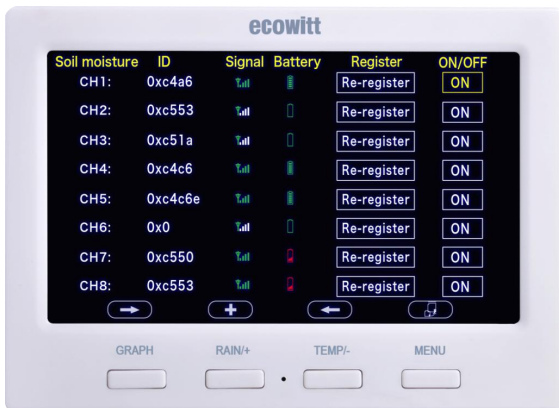 ecowitt
Soil moisture ID Signal Battery Register ON/OFF
CH1: 0xc4a6 Re-register ON
CH2: 0xc553 Re-register ON
CH3: 0xc51a Re-register ON
CH4: 0xc4c6 Re-register ON
CH5: 0xc4c6e Re-register ON
CH6: 0x0 Re-register ON
CH7: 0xc550 Re-register ON
CH8: 0xc553 Re-register ON
GRAPH RAIN/+ TEMP/- MENU